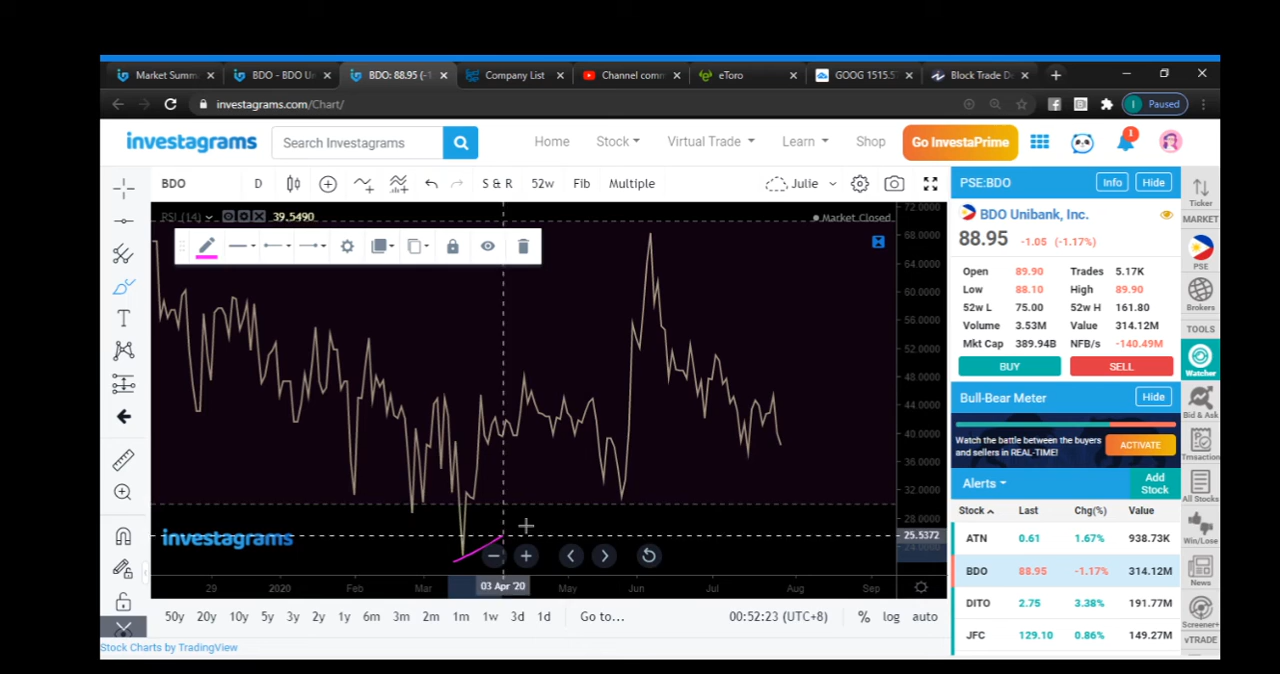 Market Summ
BDO - BDO U
BDO: 88.95 (-1
Company List
Channel comm
eToro
GOOG 1515.5
Block Trade De
investagrams.com/Chart/
Paused
investagrams
Search Investagrams
Home
Stock
Virtual Trade
Learn
Shop
Go InvestaPrime
1
BDO
D
S & R
52w
FIb
Multiple
Julie
RSI (14)
39.5490
Market Closed
72.0000
68.0000
64.0000
60.0000
56.0000
52.0000
48.0000
44.0000
40.0000
36.0000
32.0000
28.0000
25.5372
24.0000
investagrams
29
2020
Feb
Mar
03 Apr '20
May
Jun
Jul
Aug
Sep
50y
20y
10y
5y
3y
2y
1y
6m
3m
2m
1m
1w
3d
1d
Go to...
00:52:23 (UTC+8)
%
log
auto
Stock Charts by TradingView
PSE:BDO
Info
Hide
BDO Unibank, Inc.
88.95 -1.05 (-1.17%)
Open 89.90 Trades 5.17K
Low 88.10 High 89.90
52w L 75.00 52w H 161.80
Volume 3.53M Value 314.12M
Mkt Cap 389.94B NFB/s -140.49M
BUY
SELL
Bull-Bear Meter
Hide
Watch the battle between the buyers
and sellers in REAL-TIME!
ACTIVATE
Alerts
Add
Stock
Stock Last Chg(%) Value
ATN 0.61 1.67% 938.73K
BDO 88.95 -1.17% 314.12M
DITO 2.75 3.38% 191.77M
JFC 129.10 0.86% 149.27M
Ticker
MARKET
PSE
Brokers
TOOLS
Watcher
Bid & Ask
Trnsaction
All Stocks
Win/Lose
News
Screener+
vTRADE